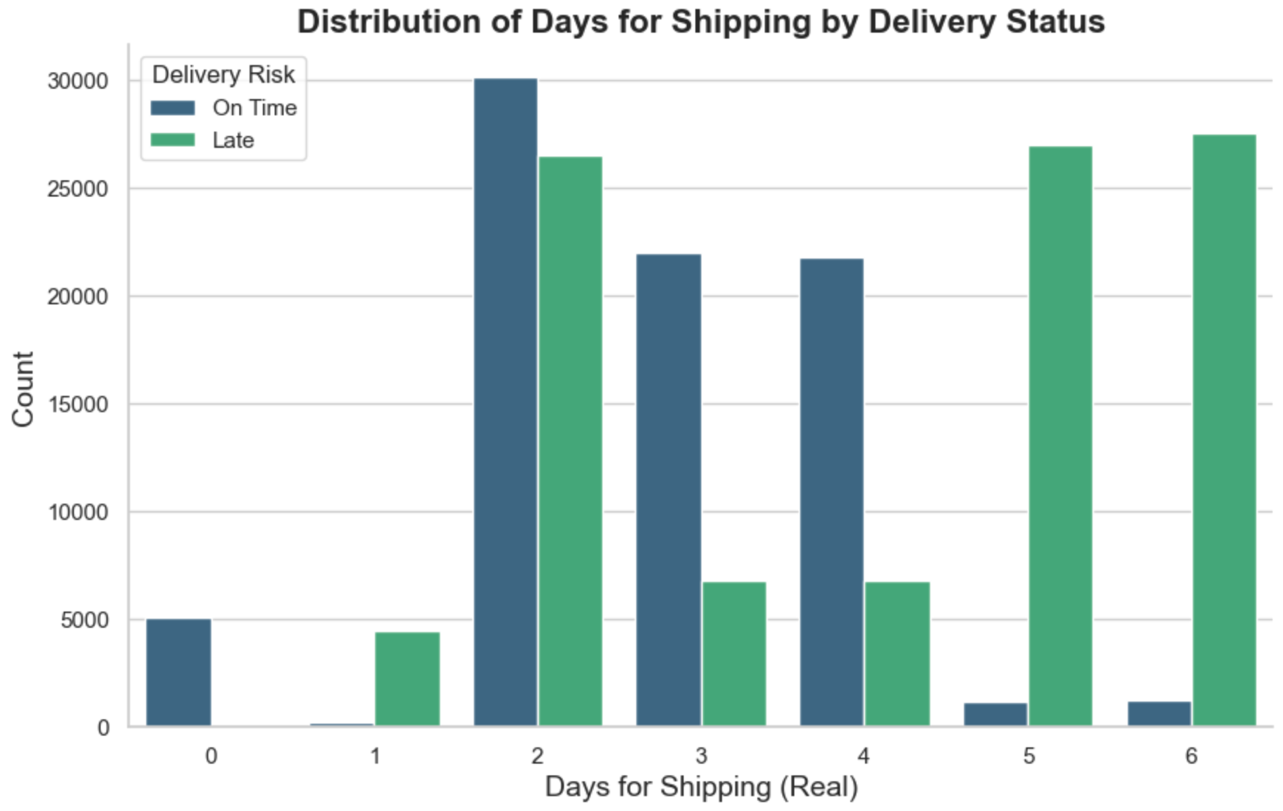 Distribution of Days for Shipping by Delivery Status
Delivery Risk
On Time
Late
30000
25000
20000
15000
10000
5000
0
Count
0 1 2 3 4 5 6
Days for Shipping (Real)